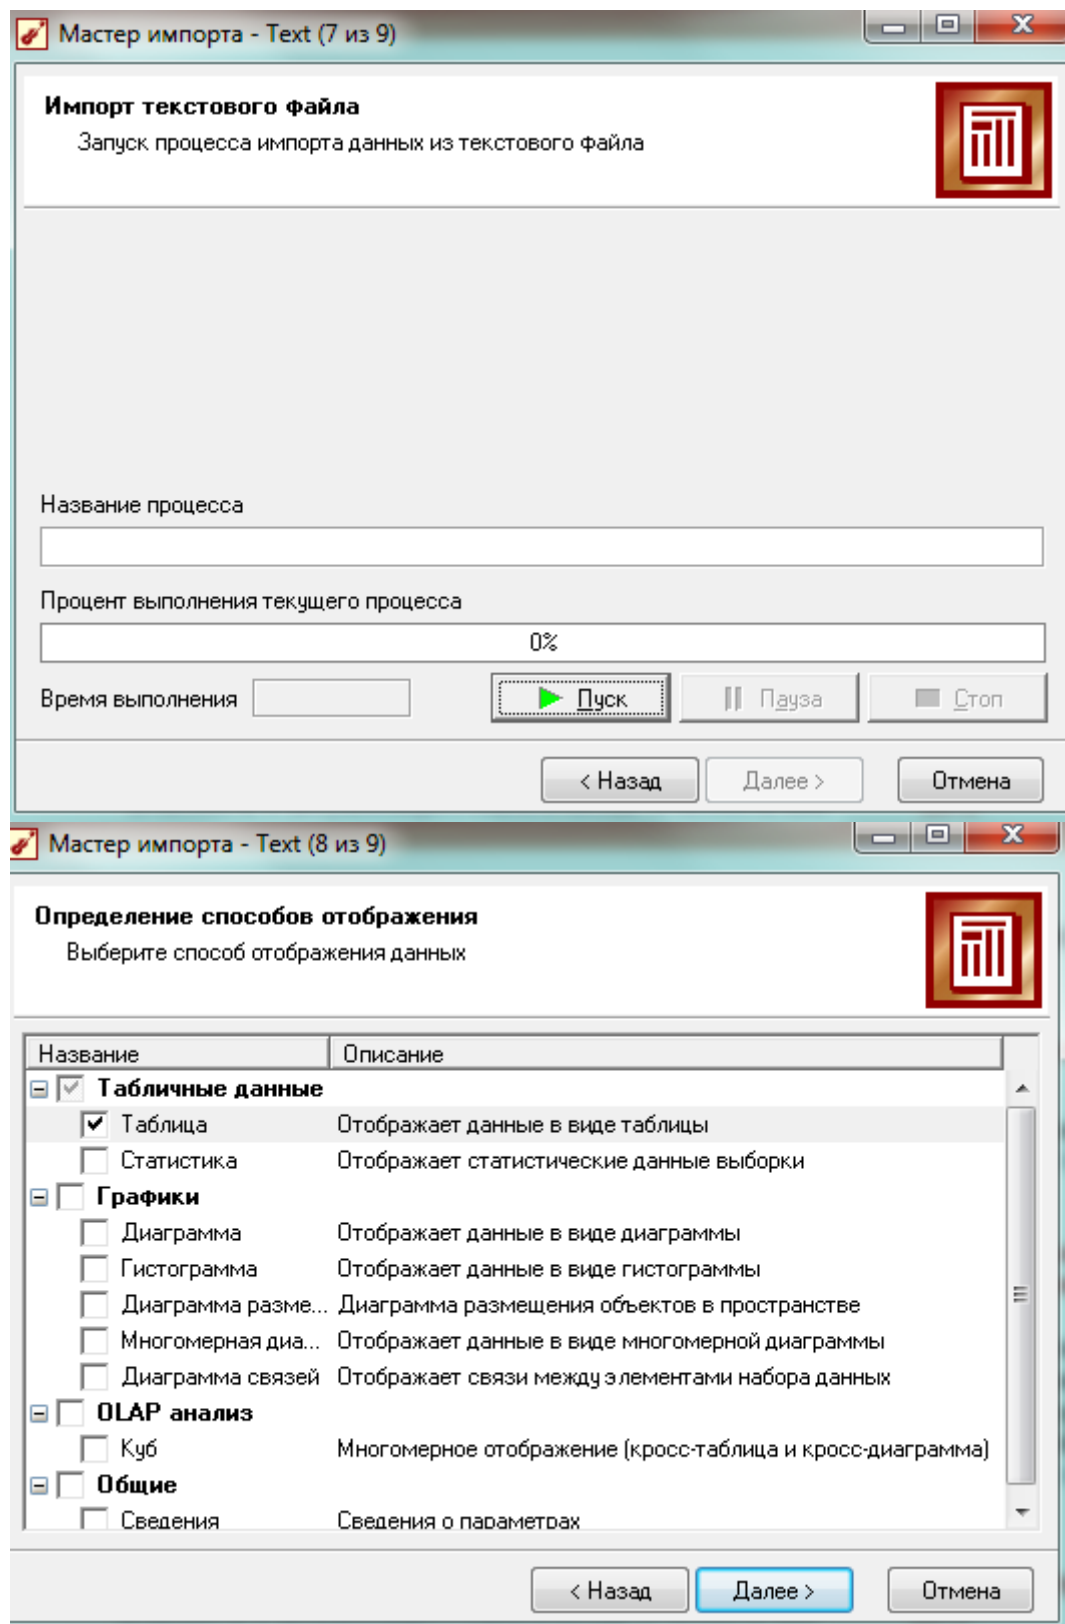 Мастер импорта - Text (7 из 9)
Импорт текстового файла
Запуск процесса импорта данных из текстового файла
Название процесса
Процент выполнения текущего процесса
0%
Время выполнения Пуск Пауза Стоп
< Назад Далее > Отмена
Мастер импорта - Text (8 из 9)
Определение способов отображения
Выберите способ отображения данных
Название Описание
Табличные данные
Таблица Отображает данные в виде таблицы
Статистика Отображает статистические данные выборки
Графики
Диаграмма Отображает данные в виде диаграммы
Гистограмма Отображает данные в виде гистограммы
Диаграмма разме... Диаграмма размещения объектов в пространстве
Многомерная диа... Отображает данные в виде многомерной диаграммы
Диаграмма связей Отображает связи между элементами набора данных
OLAP анализ
Куб Многомерное отображение (кросс-таблица и кросс-диаграмма)
Общие
Сведения Сведения о параметрах
< Назад Далее > Отмена